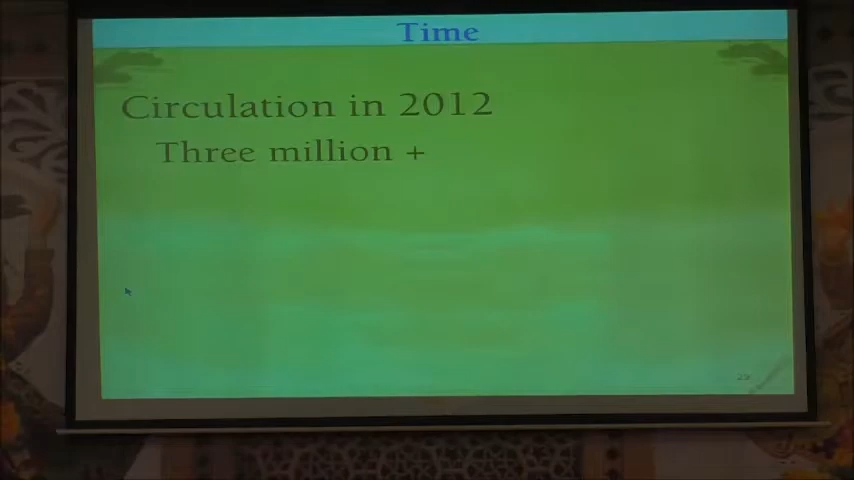 Time
Circulation in 2012
Three million +